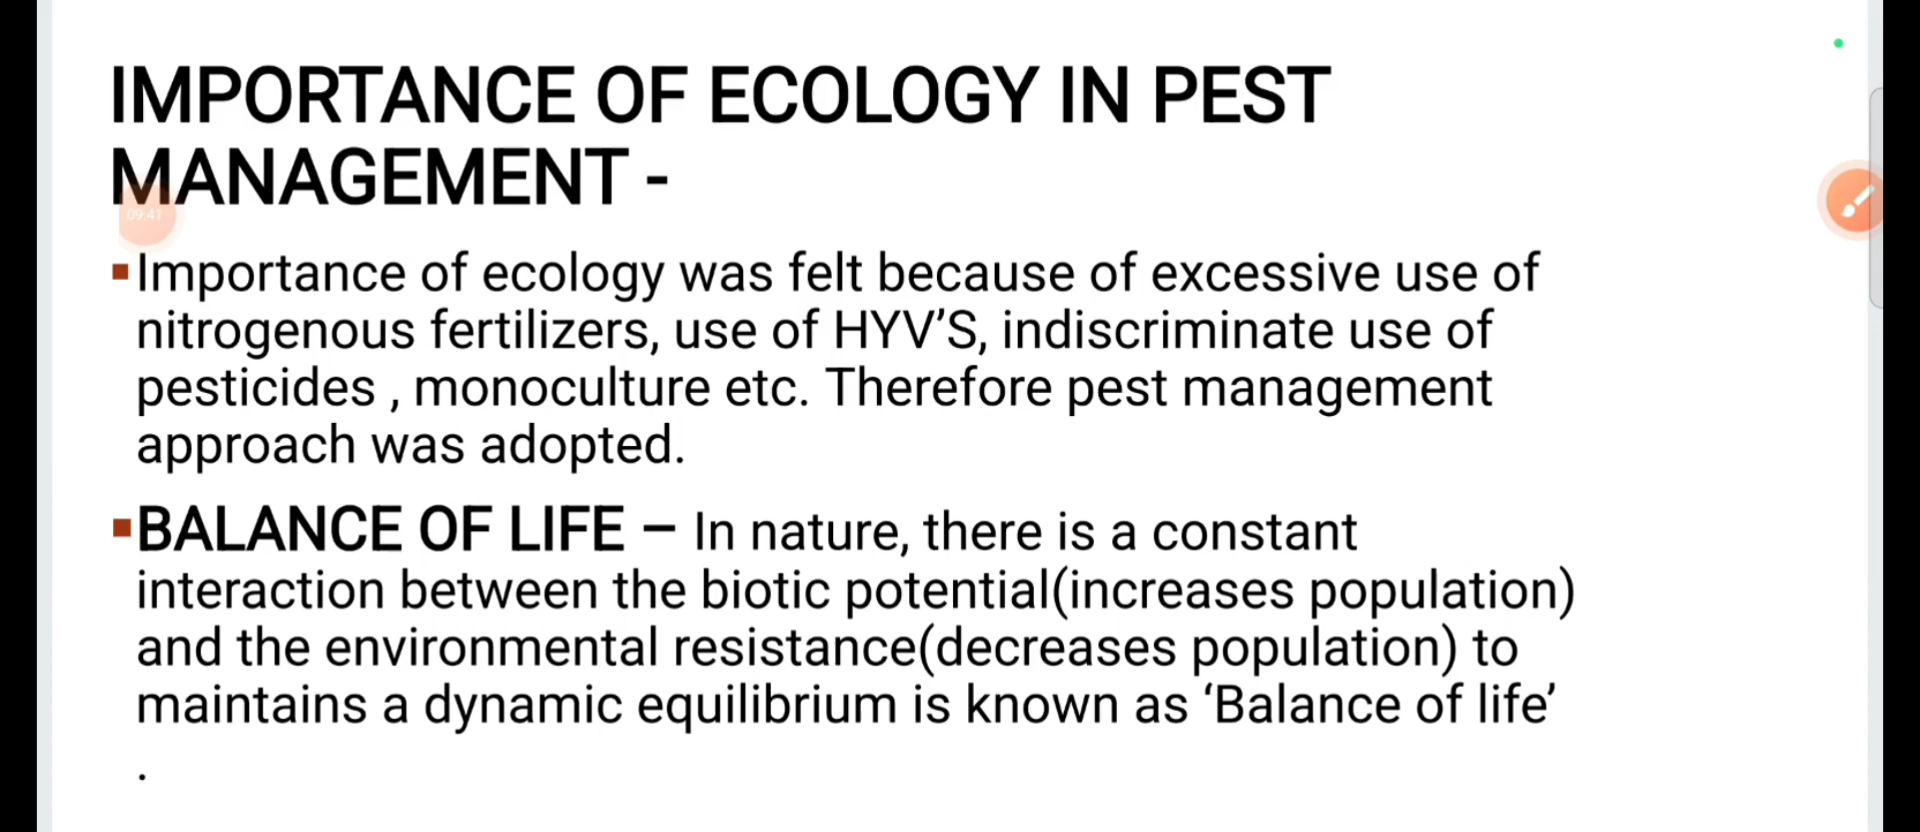 IMPORTANCE OF ECOLOGY IN PEST
MANAGEMENT -
09:41
▪Importance of ecology was felt because of excessive use of
nitrogenous fertilizers, use of HYV’S, indiscriminate use of
pesticides , monoculture etc. Therefore pest management
approach was adopted.
▪BALANCE OF LIFE – In nature, there is a constant
interaction between the biotic potential(increases population)
and the environmental resistance(decreases population) to
maintains a dynamic equilibrium is known as ‘Balance of life’
.